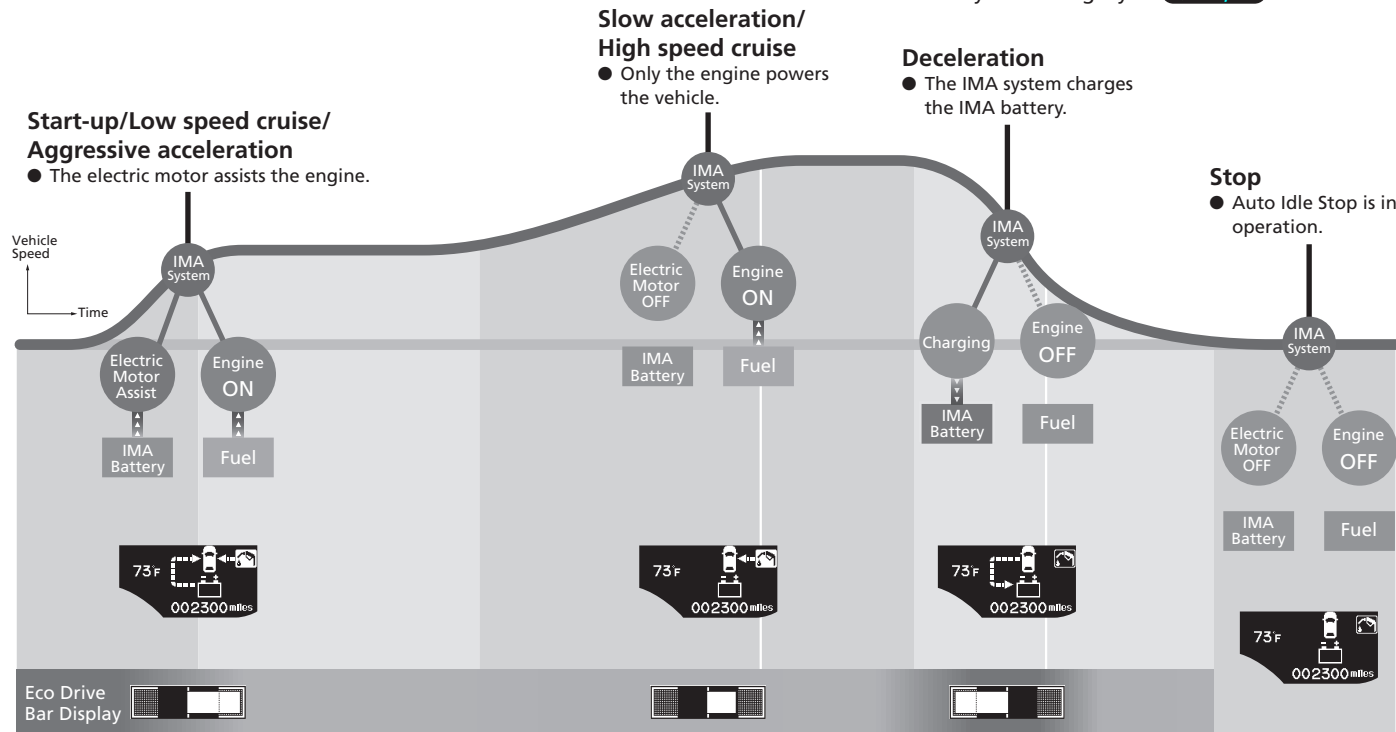 Slow acceleration/
High speed cruise
● Only the engine powers
the vehicle.
Deceleration
● The IMA system charges
the IMA battery.
Start-up/Low speed cruise/
Aggressive acceleration
● The electric motor assists the engine.
Stop
● Auto Idle Stop is in
operation.
Vehicle
Speed
Time
IMA
System
Electric
Motor
Assist
Engine
ON
IMA
Battery
Fuel
IMA
System
Electric
Motor
OFF
Engine
ON
IMA
Battery
Fuel
IMA
System
Charging
Engine
OFF
IMA
Battery
Fuel
IMA
System
Electric
Motor
OFF
Engine
OFF
IMA
Battery
Fuel
73°F
002300 miles
73°F
002300 miles
73°F
002300 miles
73°F
002300 miles
Eco Drive
Bar Display